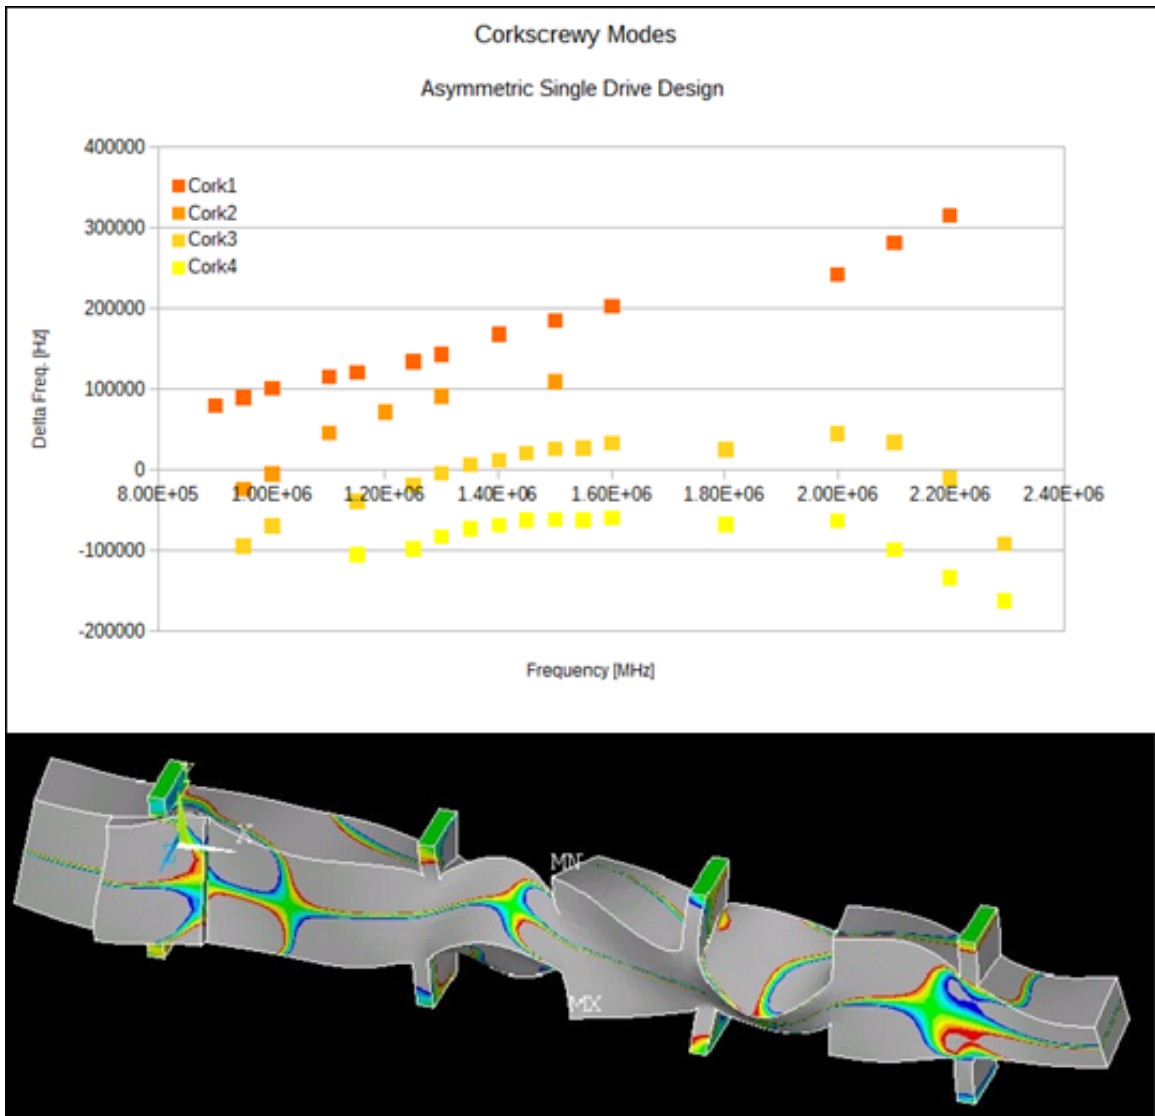 Corkscrewy Modes
Asymmetric Single Drive Design
400000
300000
200000
100000
0
-100000
-200000
Cork1
Cork2
Cork3
Cork4
Delta Freq. [Hz]
8.00E+05 1.00E+06 1.20E+06 1.40E+06 1.60E+06 1.80E+06 2.00E+06 2.20E+06 2.40E+06
Frequency [MHz]
Y
X
Z
MN
MX